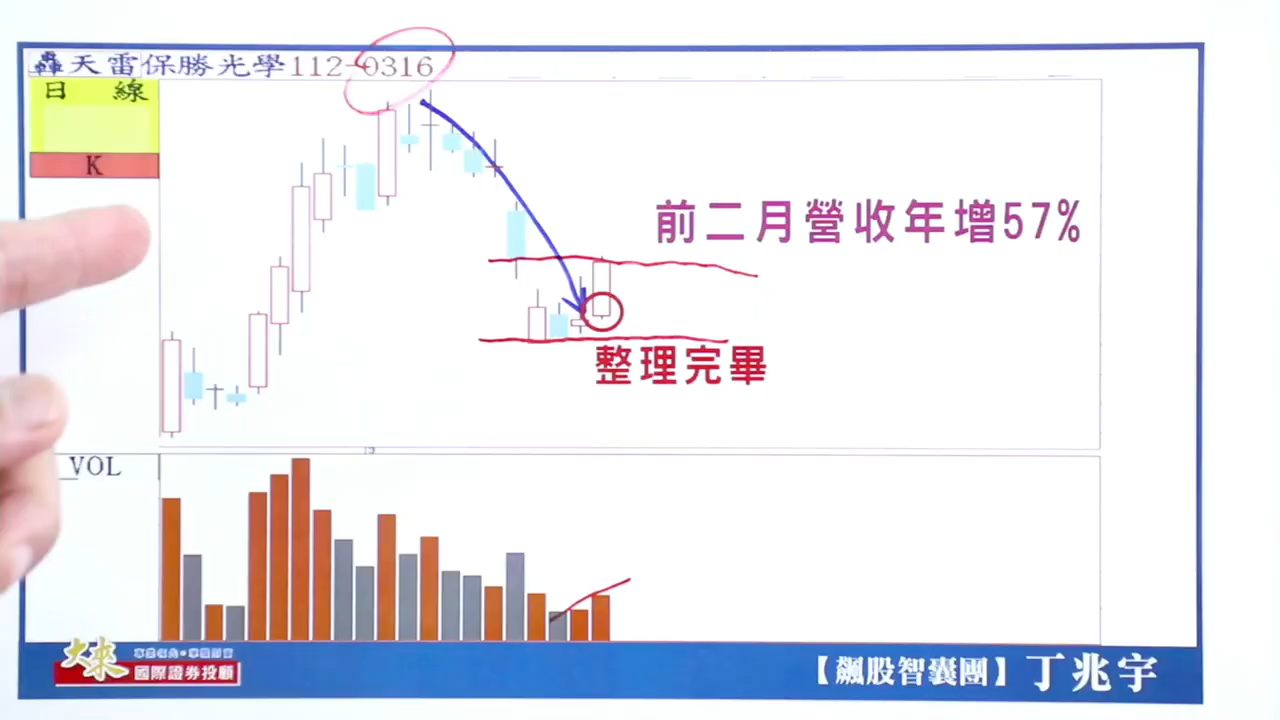 轟天雷保勝光學112-0316
日 線
K
前二月營收年增57%
整理完畢
VOL
大來
國際證券投顧
【飆股智囊團】丁兆宇